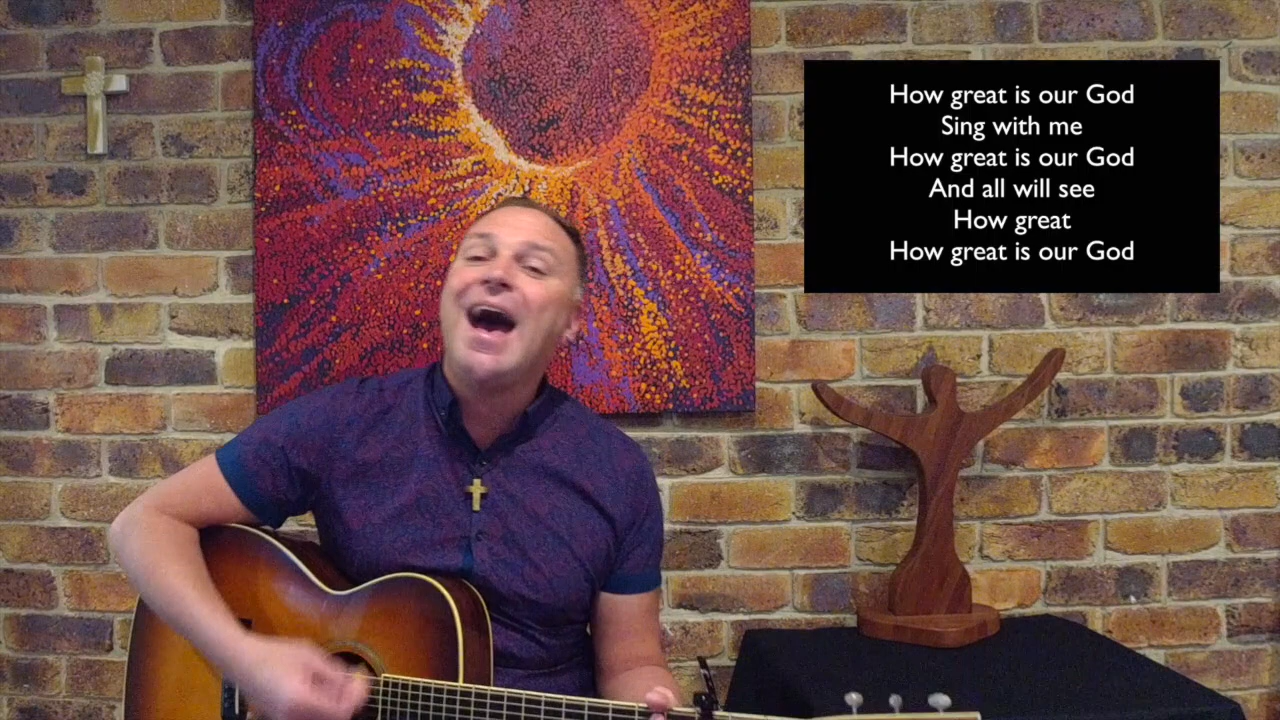 How great is our God
Sing with me
How great is our God
And all will see
How great
How great is our God